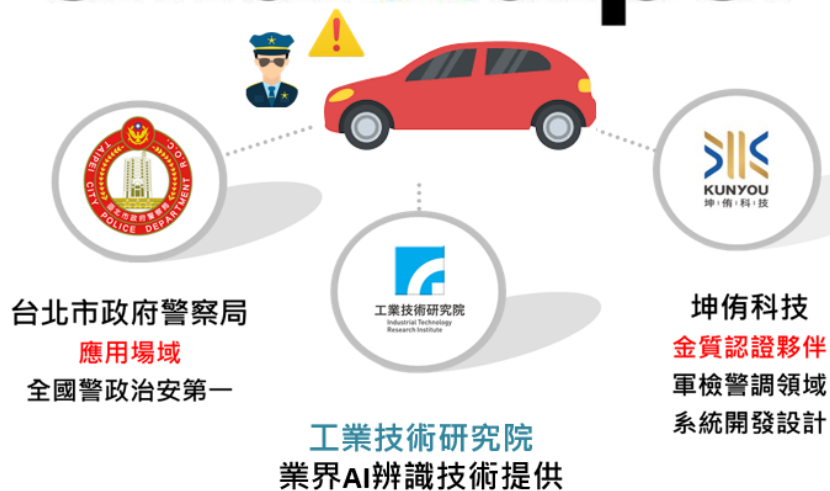 TAIPEI CITY POLICE DEPARTMENT R.O.C.
臺北市政府警察局
台北市政府警察局
應用場域
全國警政治安第一
工業技術研究院
Industrial Technology
Research Institute
工業技術研究院
業界AI辨識技術提供
KUNYOU
坤侑科技
坤侑科技
金質認證夥伴
軍檢警調領域
系統開發設計